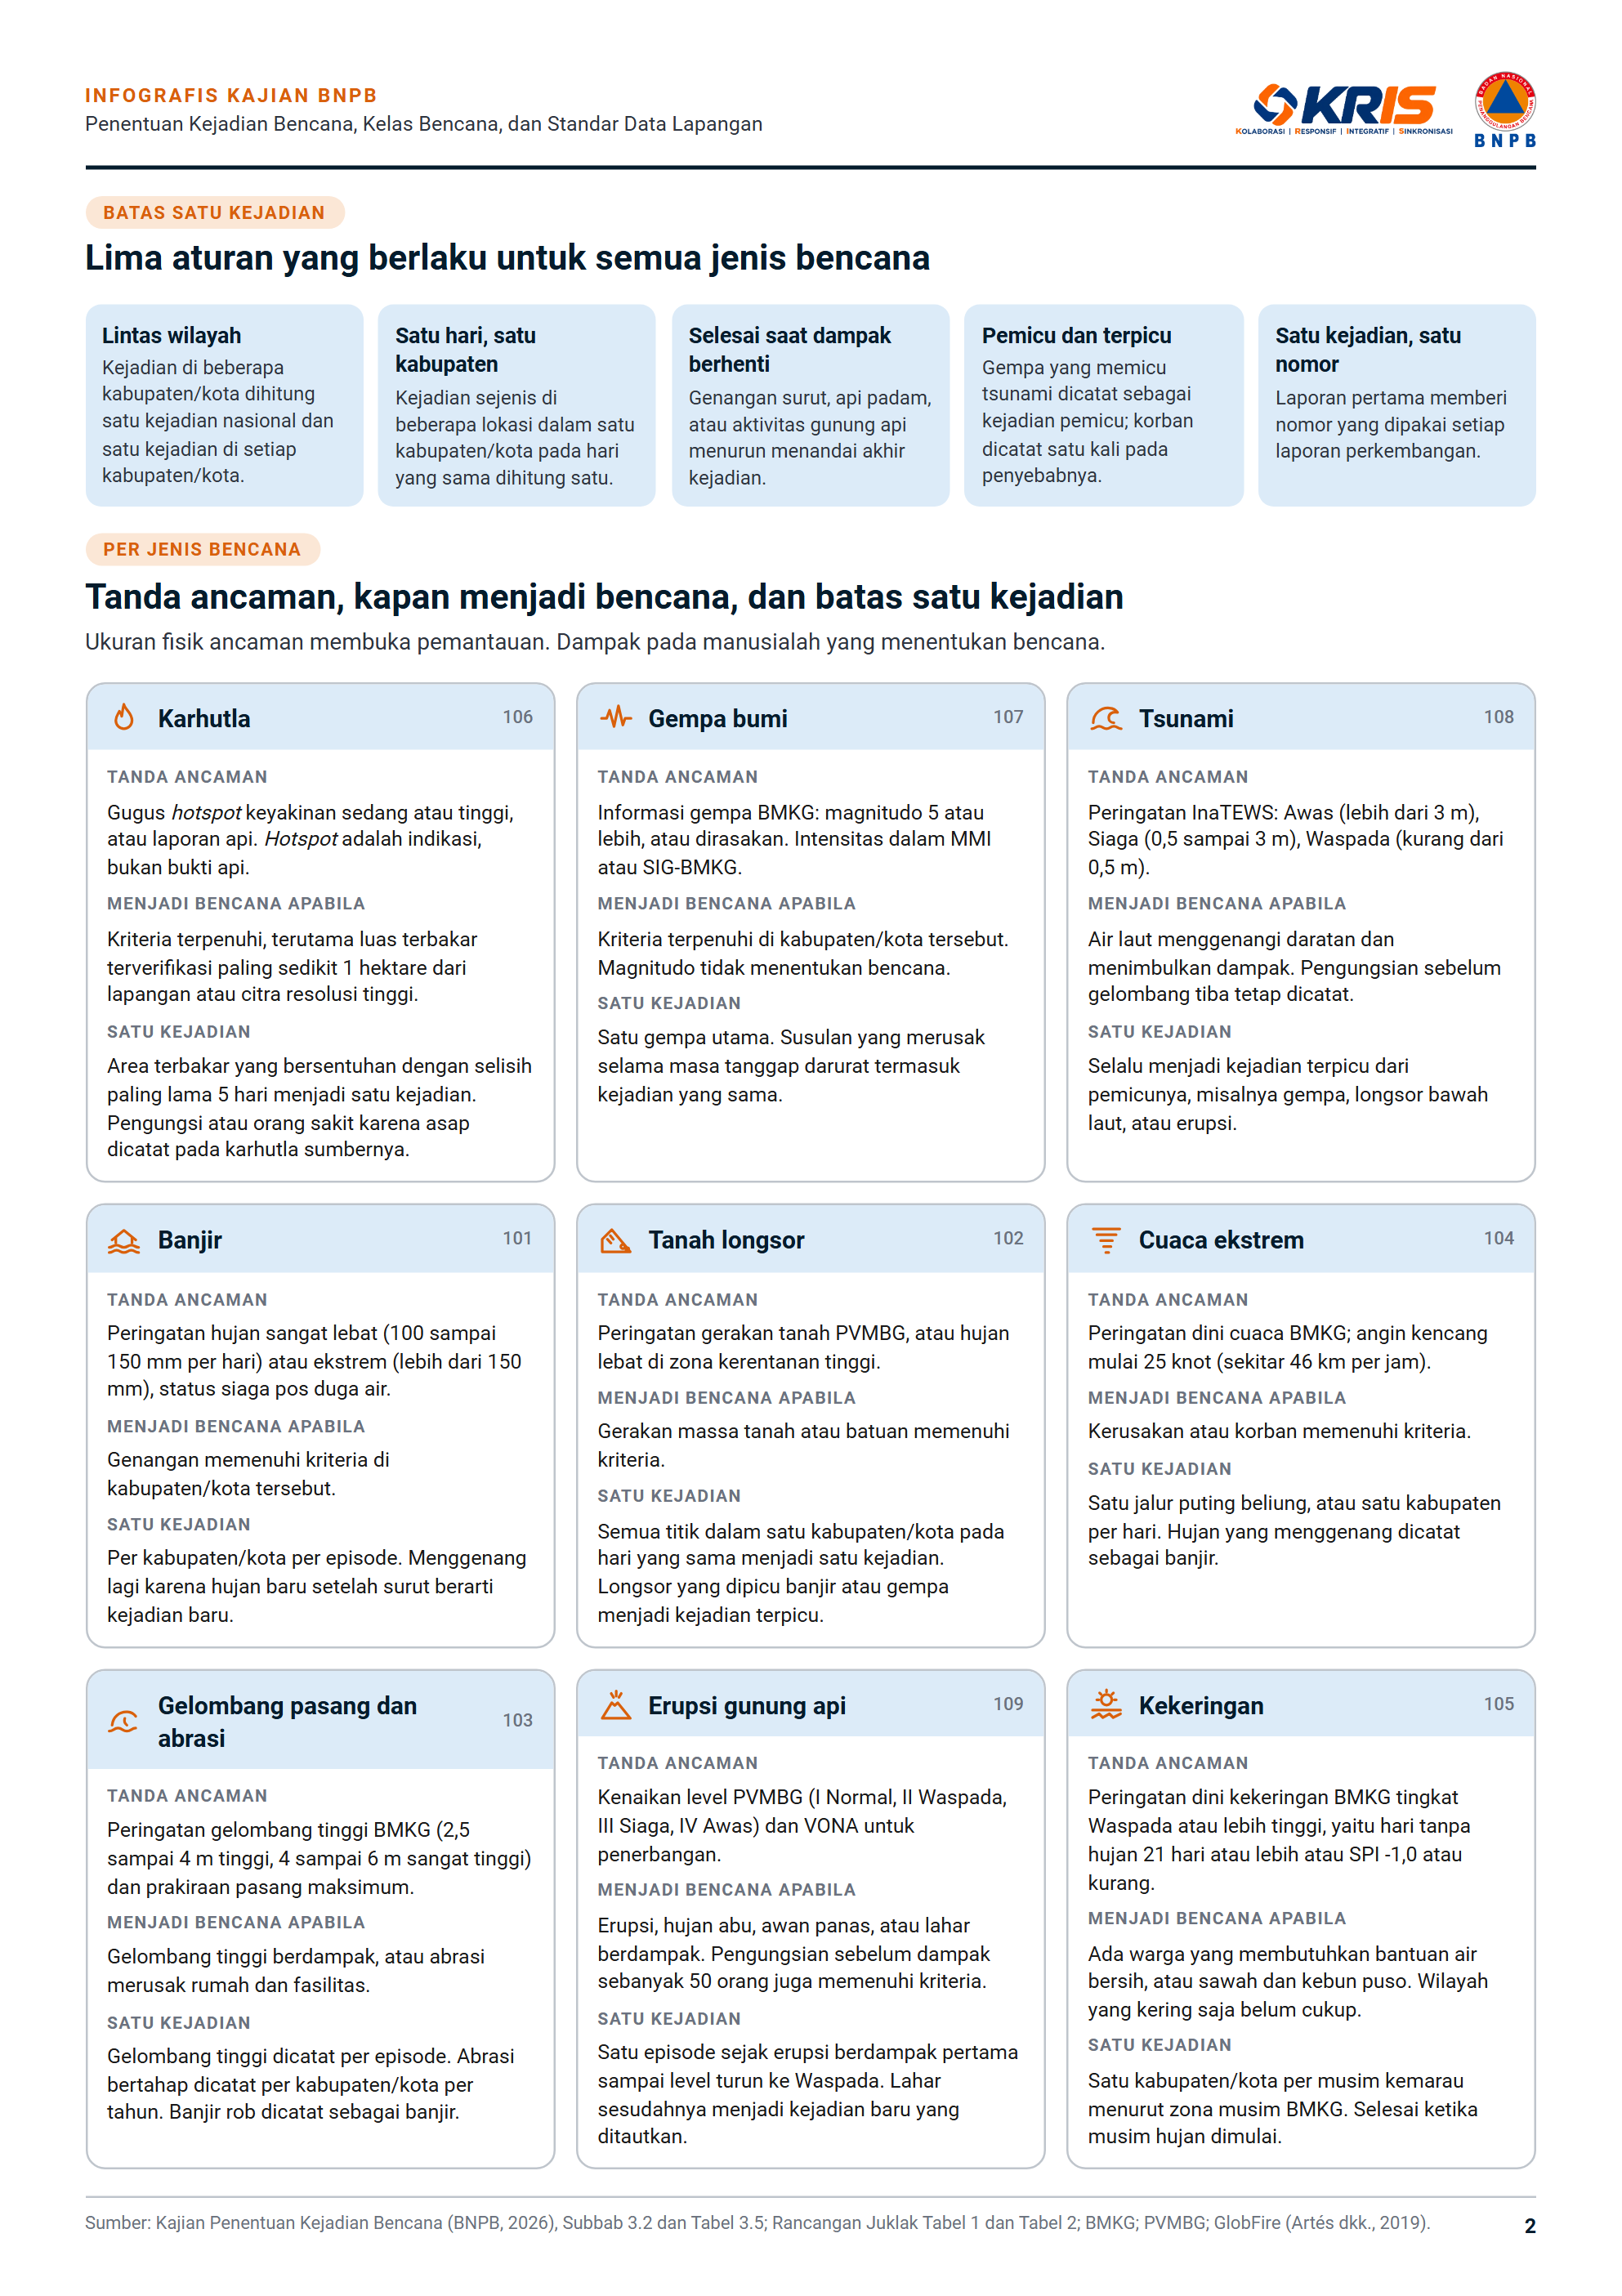 INFOGRAFIS KAJIAN BNPB
Penentuan Kejadian Bencana, Kelas Bencana, dan Standar Data Lapangan
KRIS
KOLABORASI | RESPONSIF | INTEGRATIF | SINKRONISASI
BADAN NASIONAL
PENANGGULANGAN BENCANA
BNPB
BATAS SATU KEJADIAN
Lima aturan yang berlaku untuk semua jenis bencana
Lintas wilayah
Kejadian di beberapa
kabupaten/kota dihitung
satu kejadian nasional dan
satu kejadian di setiap
kabupaten/kota.
Satu hari, satu
kabupaten
Kejadian sejenis di
beberapa lokasi dalam satu
kabupaten/kota pada hari
yang sama dihitung satu.
Selesai saat dampak
berhenti
Genangan surut, api padam,
atau aktivitas gunung api
menurun menandai akhir
kejadian.
Pemicu dan terpicu
Gempa yang memicu
tsunami dicatat sebagai
kejadian pemicu; korban
dicatat satu kali pada
penyebabnya.
Satu kejadian, satu
nomor
Laporan pertama memberi
nomor yang dipakai setiap
laporan perkembangan.
PER JENIS BENCANA
Tanda ancaman, kapan menjadi bencana, dan batas satu kejadian
Ukuran fisik ancaman membuka pemantauan. Dampak pada manusialah yang menentukan bencana.
Karhutla 106
TANDA ANCAMAN
Gugus hotspot keyakinan sedang atau tinggi,
atau laporan api. Hotspot adalah indikasi,
bukan bukti api.
MENJADI BENCANA APABILA
Kriteria terpenuhi, terutama luas terbakar
terverifikasi paling sedikit 1 hektare dari
lapangan atau citra resolusi tinggi.
SATU KEJADIAN
Area terbakar yang bersentuhan dengan selisih
paling lama 5 hari menjadi satu kejadian.
Pengungsi atau orang sakit karena asap
dicatat pada karhutla sumbernya.
Gempa bumi 107
TANDA ANCAMAN
Informasi gempa BMKG: magnitudo 5 atau
lebih, atau dirasakan. Intensitas dalam MMI
atau SIG-BMKG.
MENJADI BENCANA APABILA
Kriteria terpenuhi di kabupaten/kota tersebut.
Magnitudo tidak menentukan bencana.
SATU KEJADIAN
Satu gempa utama. Susulan yang merusak
selama masa tanggap darurat termasuk
kejadian yang sama.
Tsunami 108
TANDA ANCAMAN
Peringatan InaTEWS: Awas (lebih dari 3 m),
Siaga (0,5 sampai 3 m), Waspada (kurang dari
0,5 m).
MENJADI BENCANA APABILA
Air laut menggenangi daratan dan
menimbulkan dampak. Pengungsian sebelum
gelombang tiba tetap dicatat.
SATU KEJADIAN
Selalu menjadi kejadian terpicu dari
pemicunya, misalnya gempa, longsor bawah
laut, atau erupsi.
Banjir 101
TANDA ANCAMAN
Peringatan hujan sangat lebat (100 sampai
150 mm per hari) atau ekstrem (lebih dari 150
mm), status siaga pos duga air.
MENJADI BENCANA APABILA
Genangan memenuhi kriteria di
kabupaten/kota tersebut.
SATU KEJADIAN
Per kabupaten/kota per episode. Menggenang
lagi karena hujan baru setelah surut berarti
kejadian baru.
Tanah longsor 102
TANDA ANCAMAN
Peringatan gerakan tanah PVMBG, atau hujan
lebat di zona kerentanan tinggi.
MENJADI BENCANA APABILA
Gerakan massa tanah atau batuan memenuhi
kriteria.
SATU KEJADIAN
Semua titik dalam satu kabupaten/kota pada
hari yang sama menjadi satu kejadian.
Longsor yang dipicu banjir atau gempa
menjadi kejadian terpicu.
Cuaca ekstrem 104
TANDA ANCAMAN
Peringatan dini cuaca BMKG; angin kencang
mulai 25 knot (sekitar 46 km per jam).
MENJADI BENCANA APABILA
Kerusakan atau korban memenuhi kriteria.
SATU KEJADIAN
Satu jalur puting beliung, atau satu kabupaten
per hari. Hujan yang menggenang dicatat
sebagai banjir.
Gelombang pasang dan
abrasi 103
TANDA ANCAMAN
Peringatan gelombang tinggi BMKG (2,5
sampai 4 m tinggi, 4 sampai 6 m sangat tinggi)
dan prakiraan pasang maksimum.
MENJADI BENCANA APABILA
Gelombang tinggi berdampak, atau abrasi
merusak rumah dan fasilitas.
SATU KEJADIAN
Gelombang tinggi dicatat per episode. Abrasi
bertahap dicatat per kabupaten/kota per
tahun. Banjir rob dicatat sebagai banjir.
Erupsi gunung api 109
TANDA ANCAMAN
Kenaikan level PVMBG (I Normal, II Waspada,
III Siaga, IV Awas) dan VONA untuk
penerbangan.
MENJADI BENCANA APABILA
Erupsi, hujan abu, awan panas, atau lahar
berdampak. Pengungsian sebelum dampak
sebanyak 50 orang juga memenuhi kriteria.
SATU KEJADIAN
Satu episode sejak erupsi berdampak pertama
sampai level turun ke Waspada. Lahar
sesudahnya menjadi kejadian baru yang
ditautkan.
Kekeringan 105
TANDA ANCAMAN
Peringatan dini kekeringan BMKG tingkat
Waspada atau lebih tinggi, yaitu hari tanpa
hujan 21 hari atau lebih atau SPI -1,0 atau
kurang.
MENJADI BENCANA APABILA
Ada warga yang membutuhkan bantuan air
bersih, atau sawah dan kebun puso. Wilayah
yang kering saja belum cukup.
SATU KEJADIAN
Satu kabupaten/kota per musim kemarau
menurut zona musim BMKG. Selesai ketika
musim hujan dimulai.
Sumber: Kajian Penentuan Kejadian Bencana (BNPB, 2026), Subbab 3.2 dan Tabel 3.5; Rancangan Juklak Tabel 1 dan Tabel 2; BMKG; PVMBG; GlobFire (Artés dkk., 2019).
2